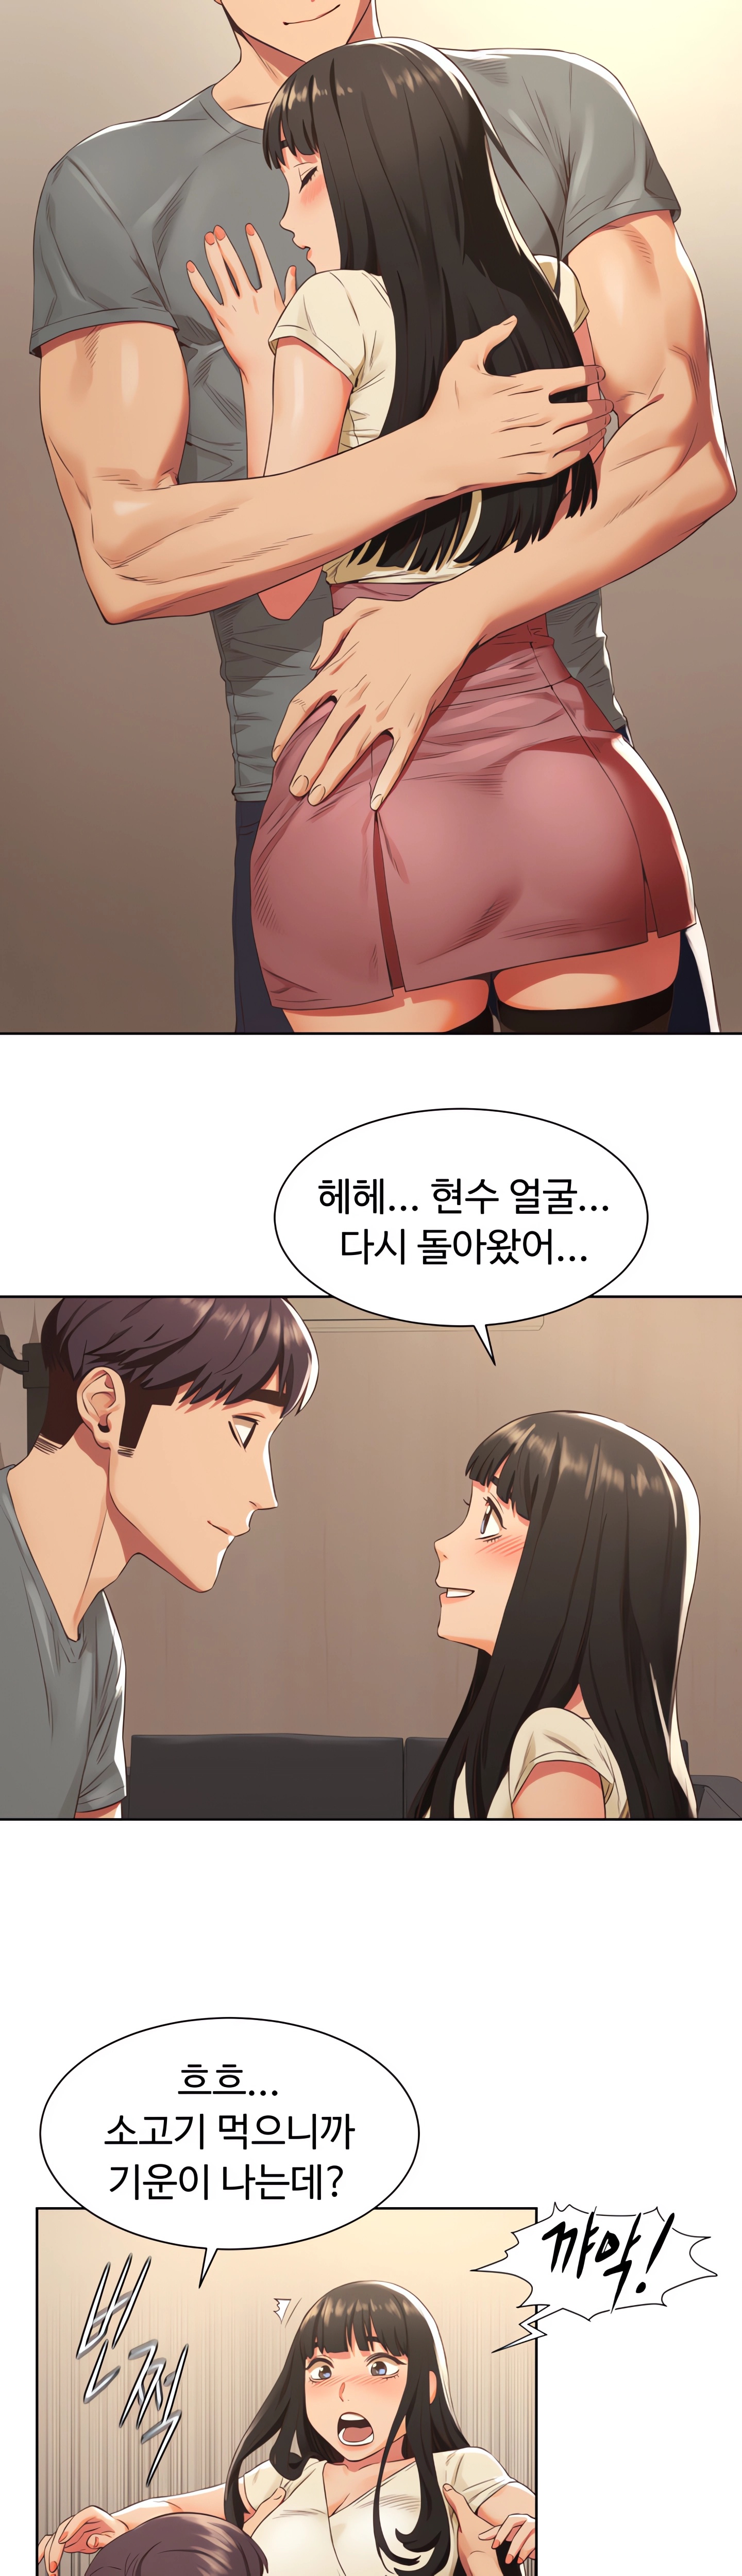 헤헤... 현수 얼굴...
다시 돌아왔어...
흐흐...
소고기 먹으니까
기운이 나는데?
꺄악!
번쩍